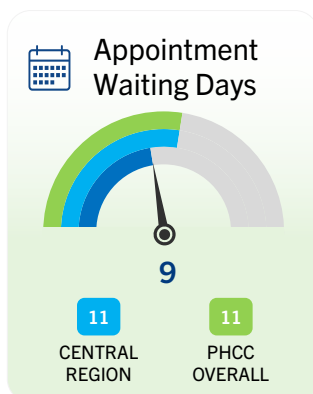 Appointment
Waiting Days
9
11
CENTRAL
REGION
11
PHCC
OVERALL